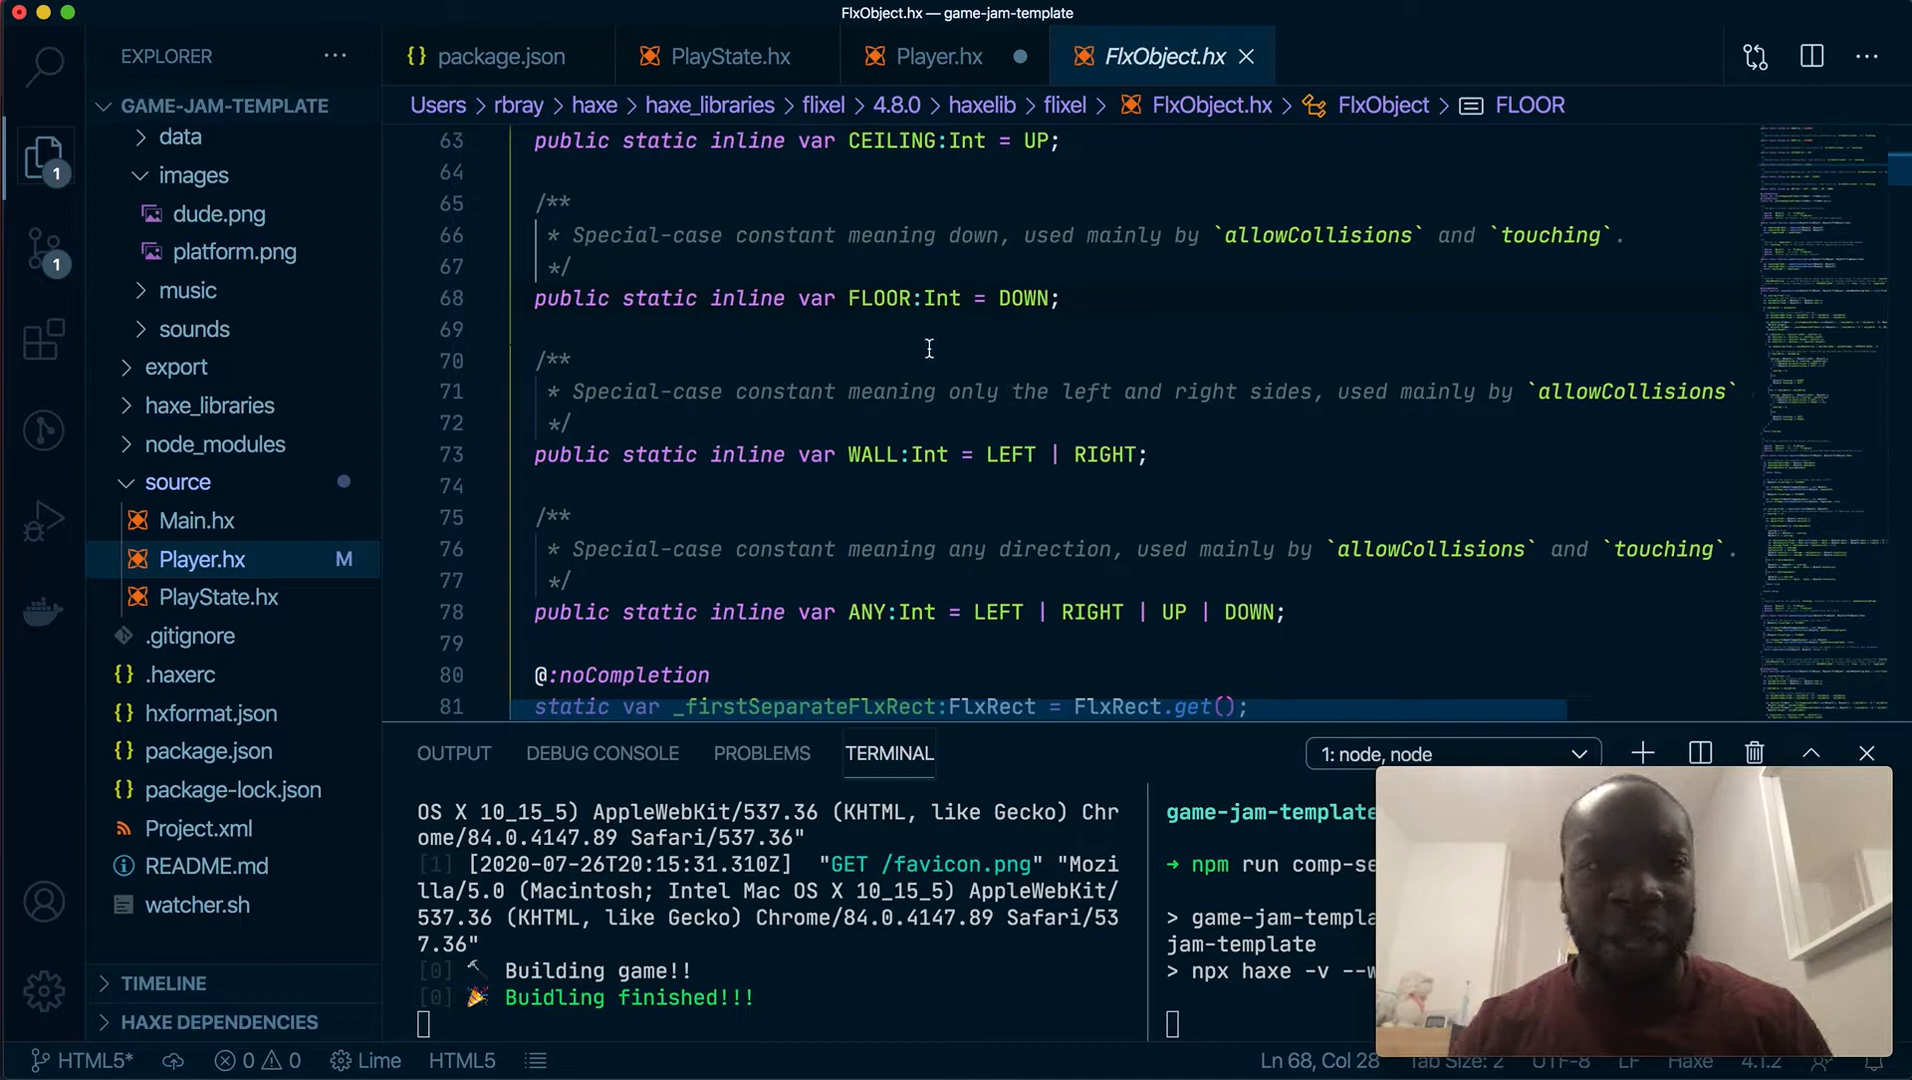 FlxObject.hx — game-jam-template
EXPLORER
package.json
PlayState.hx
Player.hx
FlxObject.hx
GAME-JAM-TEMPLATE
Users > rbray > haxe > haxe_libraries > flixel > 4.8.0 > haxelib > flixel > FlxObject.hx > FlxObject > FLOOR
data
images
dude.png
platform.png
music
sounds
export
haxe_libraries
node_modules
source
Main.hx
Player.hx M
PlayState.hx
.gitignore
.haxerc
hxformat.json
package.json
package-lock.json
Project.xml
README.md
watcher.sh
TIMELINE
HAXE DEPENDENCIES
1
1
63 public static inline var CEILING:Int = UP;
64
65 /**
66 * Special-case constant meaning down, used mainly by `allowCollisions` and `touching`.
67 */
68 public static inline var FLOOR:Int = DOWN;
69
70 /**
71 * Special-case constant meaning only the left and right sides, used mainly by `allowCollisions`
72 */
73 public static inline var WALL:Int = LEFT | RIGHT;
74
75 /**
76 * Special-case constant meaning any direction, used mainly by `allowCollisions` and `touching`.
77 */
78 public static inline var ANY:Int = LEFT | RIGHT | UP | DOWN;
79
80 @:noCompletion
81 static var _firstSeparateFlxRect:FlxRect = FlxRect.get();
OUTPUT DEBUG CONSOLE PROBLEMS TERMINAL
1: node, node
OS X 10_15_5) AppleWebKit/537.36 (KHTML, like Gecko) Chr
ome/84.0.4147.89 Safari/537.36"
[1] [2020-07-26T20:15:31.310Z] "GET /favicon.png" "Mozi
lla/5.0 (Macintosh; Intel Mac OS X 10_15_5) AppleWebKit/
537.36 (KHTML, like Gecko) Chrome/84.0.4147.89 Safari/53
7.36"
[0] Building game!!
[0] Buidling finished!!!
game-jam-template
→ npm run comp-se
> game-jam-templa
jam-template
> npx haxe -v --w
HTML5* 0 0 Lime HTML5
Ln 68, Col 28 Tab Size: 2 UTF-8 LF Haxe 4.1.2